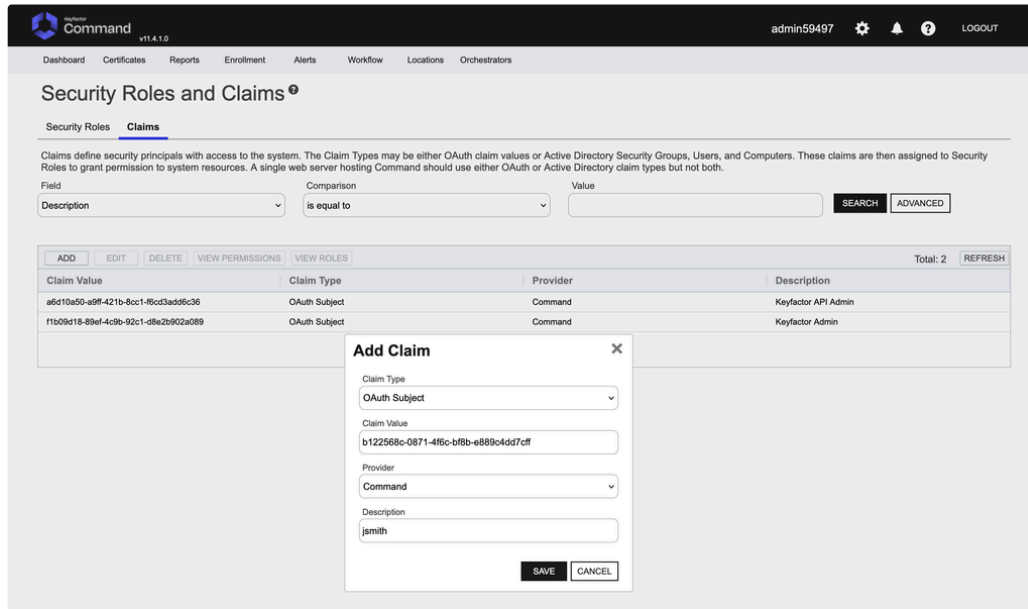 Keyfactor
Command
v11.4.1.0
admin59497
LOGOUT
Dashboard Certificates Reports Enrollment Alerts Workflow Locations Orchestrators
Security Roles and Claims
Security Roles Claims
Claims define security principals with access to the system. The Claim Types may be either OAuth claim values or Active Directory Security Groups, Users, and Computers. These claims are then assigned to Security
Roles to grant permission to system resources. A single web server hosting Command should use either OAuth or Active Directory claim types but not both.
Field Comparison Value
Description is equal to SEARCH ADVANCED
ADD EDIT DELETE VIEW PERMISSIONS VIEW ROLES Total: 2 REFRESH
Claim Value Claim Type Provider Description
a6d10a50-a9ff-421b-8cc1-f6cd3add6c36 OAuth Subject Command Keyfactor API Admin
f1b09d18-89ef-4c9b-92c1-d8e2b902a089 OAuth Subject Command Keyfactor Admin
Add Claim
Claim Type
OAuth Subject
Claim Value
b122568c-0871-4f6c-bf8b-e889c4dd7cff
Provider
Command
Description
jsmith
SAVE CANCEL